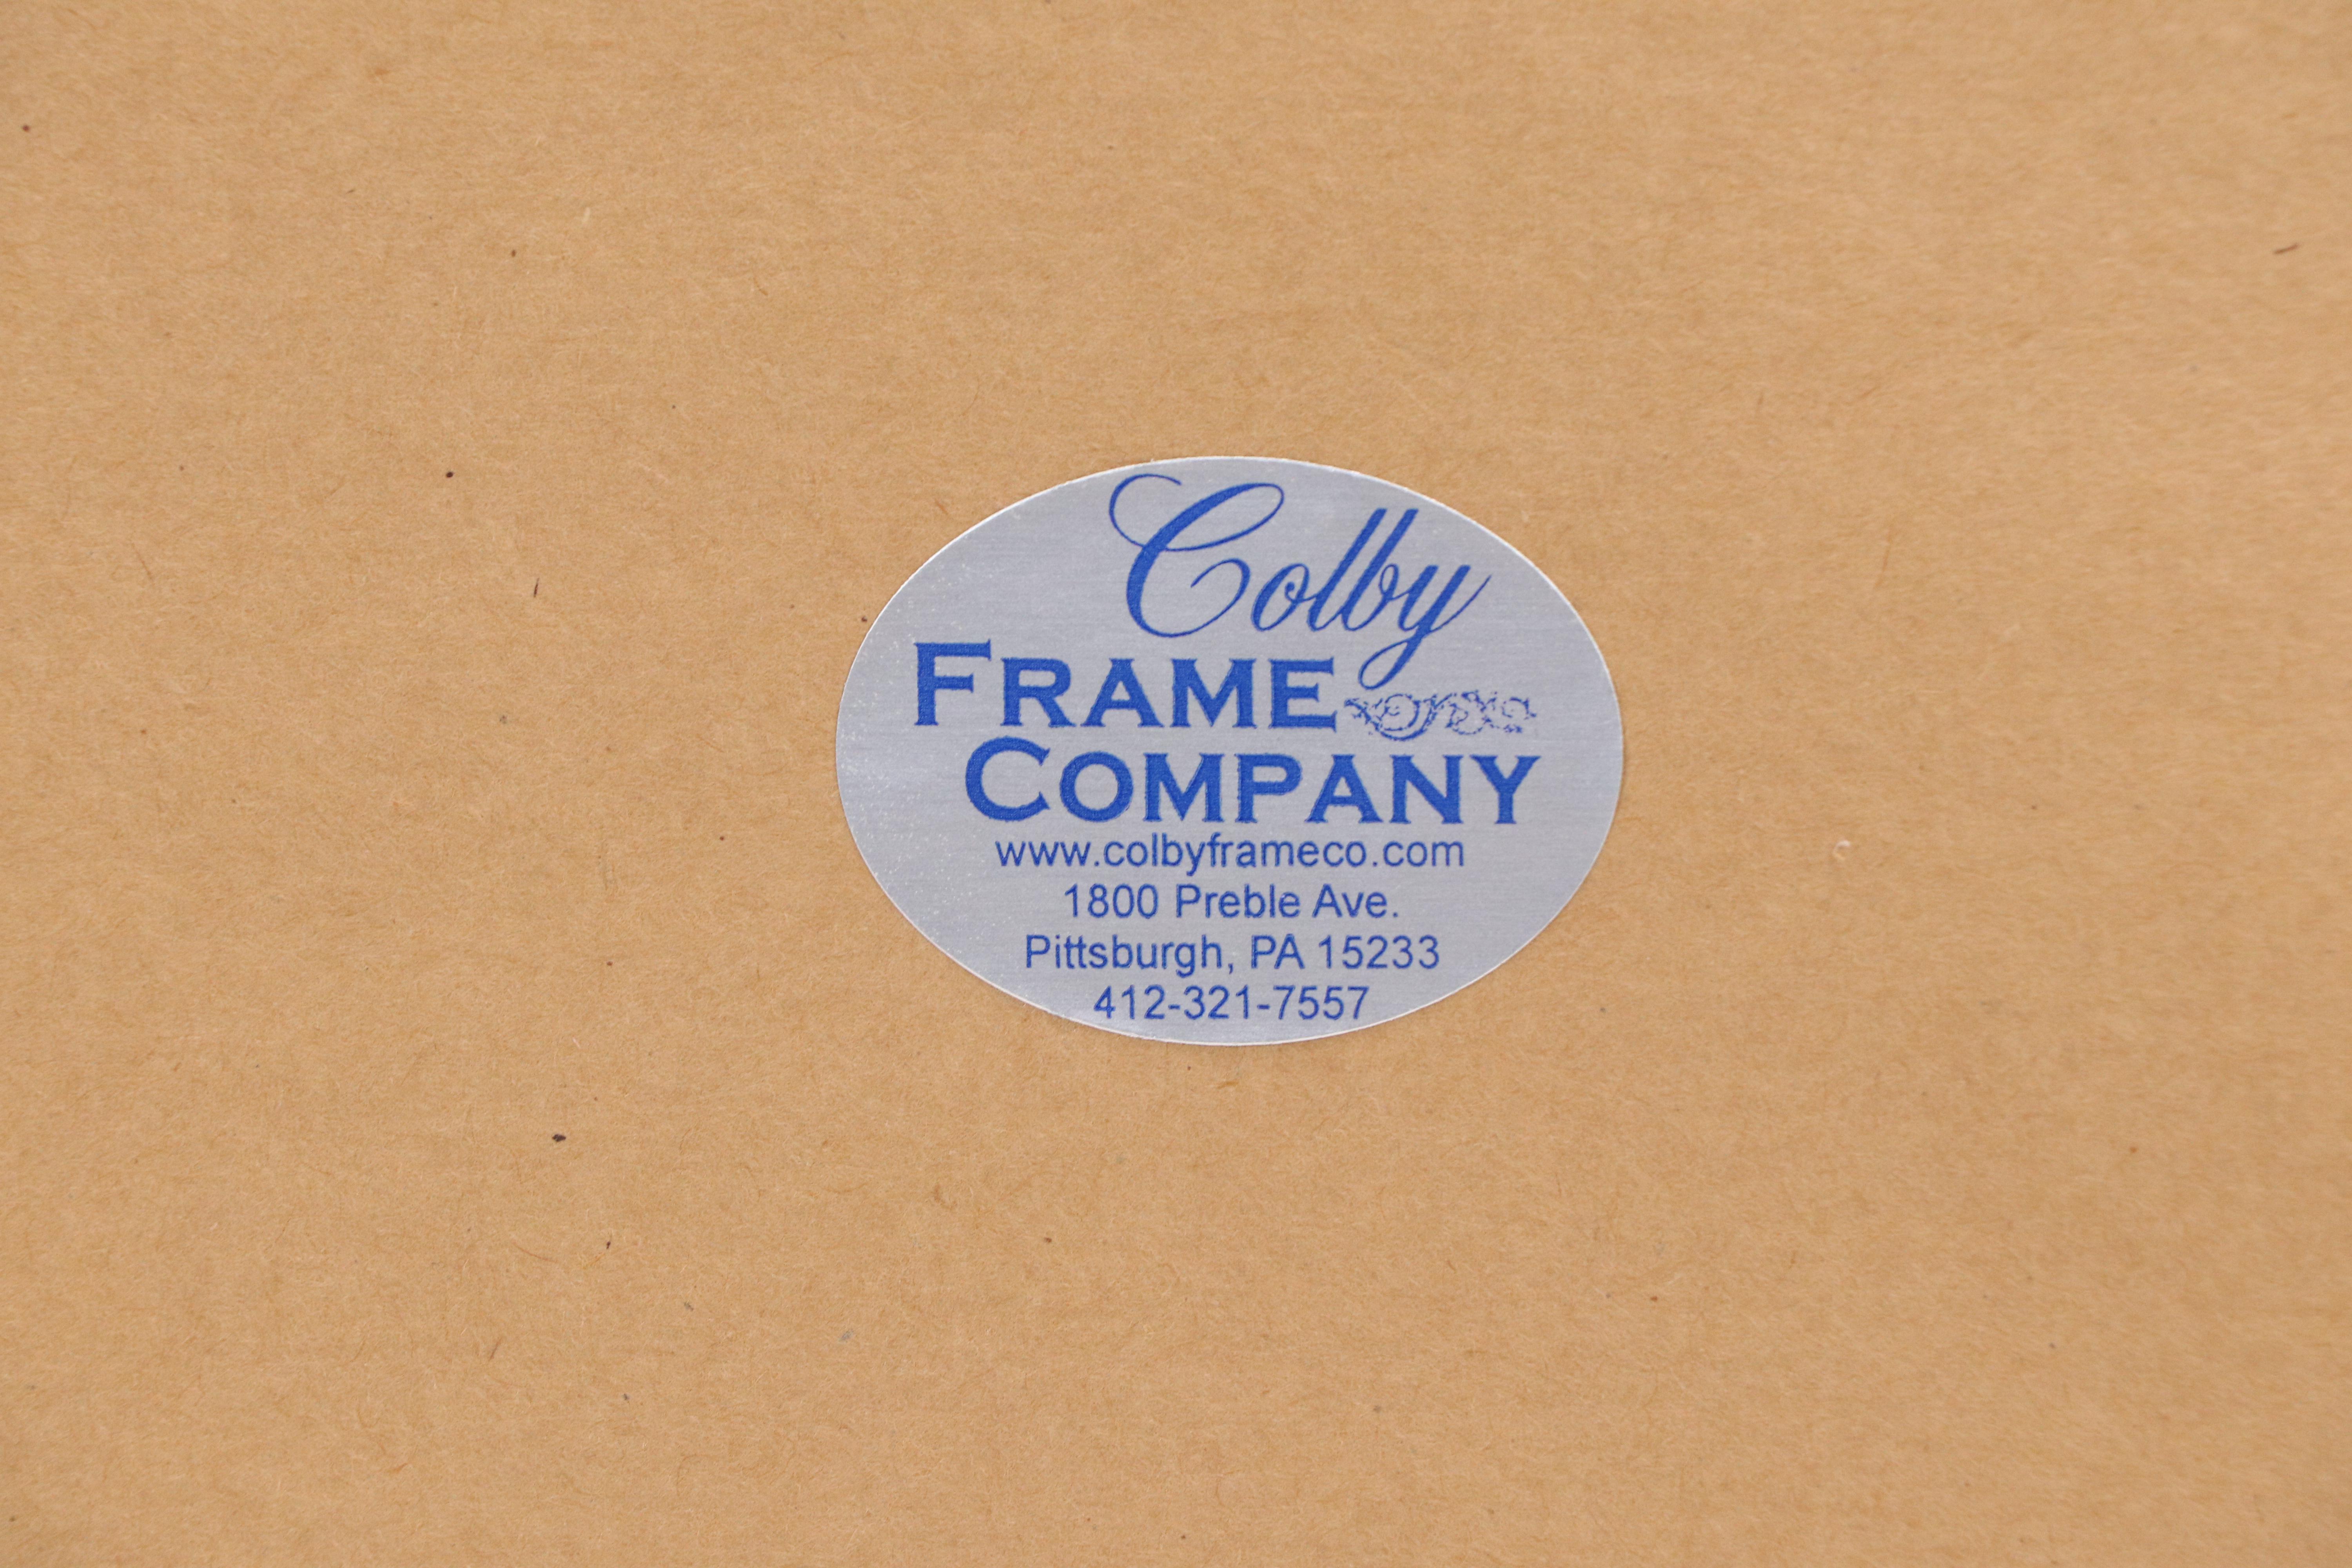 Colby
FRAME
COMPANY
www.colbyframeco.com
1800 Preble Ave.
Pittsburgh, PA 15233
412-321-7557